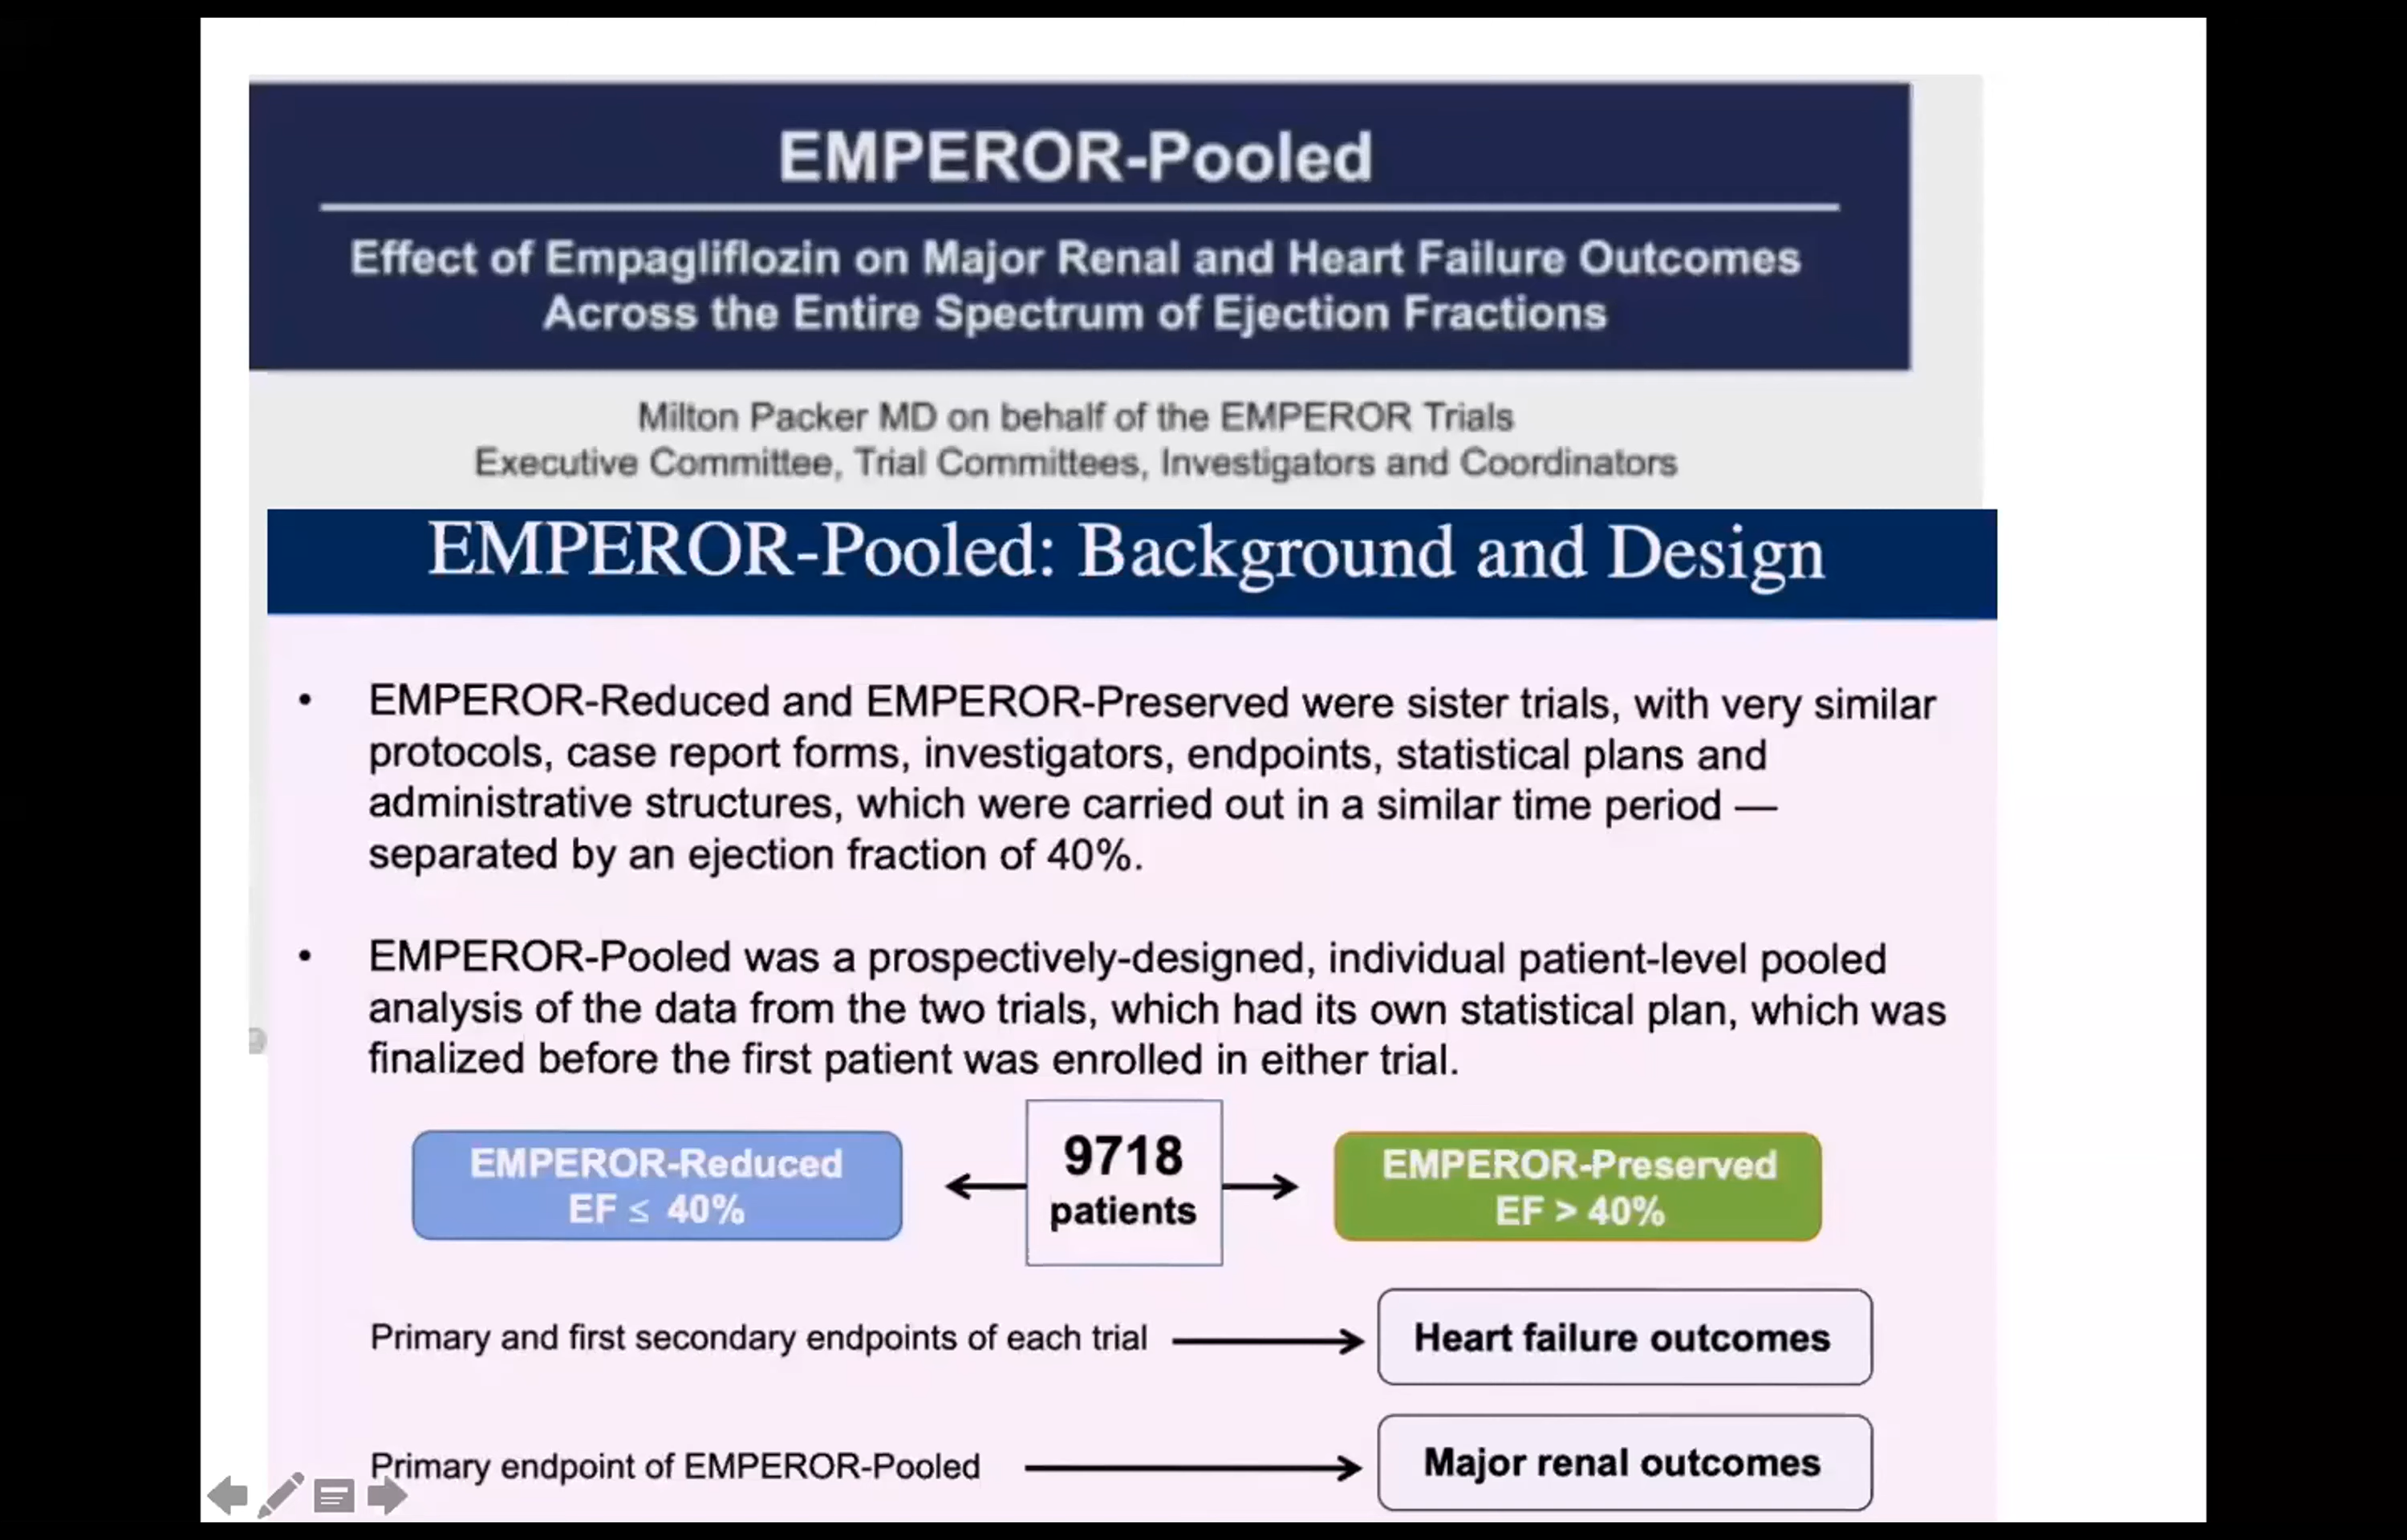 EMPEROR-Pooled
Effect of Empagliflozin on Major Renal and Heart Failure Outcomes
Across the Entire Spectrum of Ejection Fractions
Milton Packer MD on behalf of the EMPEROR Trials
Executive Committee, Trial Committees, Investigators and Coordinators
EMPEROR-Pooled: Background and Design
• EMPEROR-Reduced and EMPEROR-Preserved were sister trials, with very similar
protocols, case report forms, investigators, endpoints, statistical plans and
administrative structures, which were carried out in a similar time period —
separated by an ejection fraction of 40%.
• EMPEROR-Pooled was a prospectively-designed, individual patient-level pooled
analysis of the data from the two trials, which had its own statistical plan, which was
finalized before the first patient was enrolled in either trial.
EMPEROR-Reduced
EF ≤ 40%
9718
patients
EMPEROR-Preserved
EF > 40%
Primary and first secondary endpoints of each trial
Heart failure outcomes
Primary endpoint of EMPEROR-Pooled
Major renal outcomes